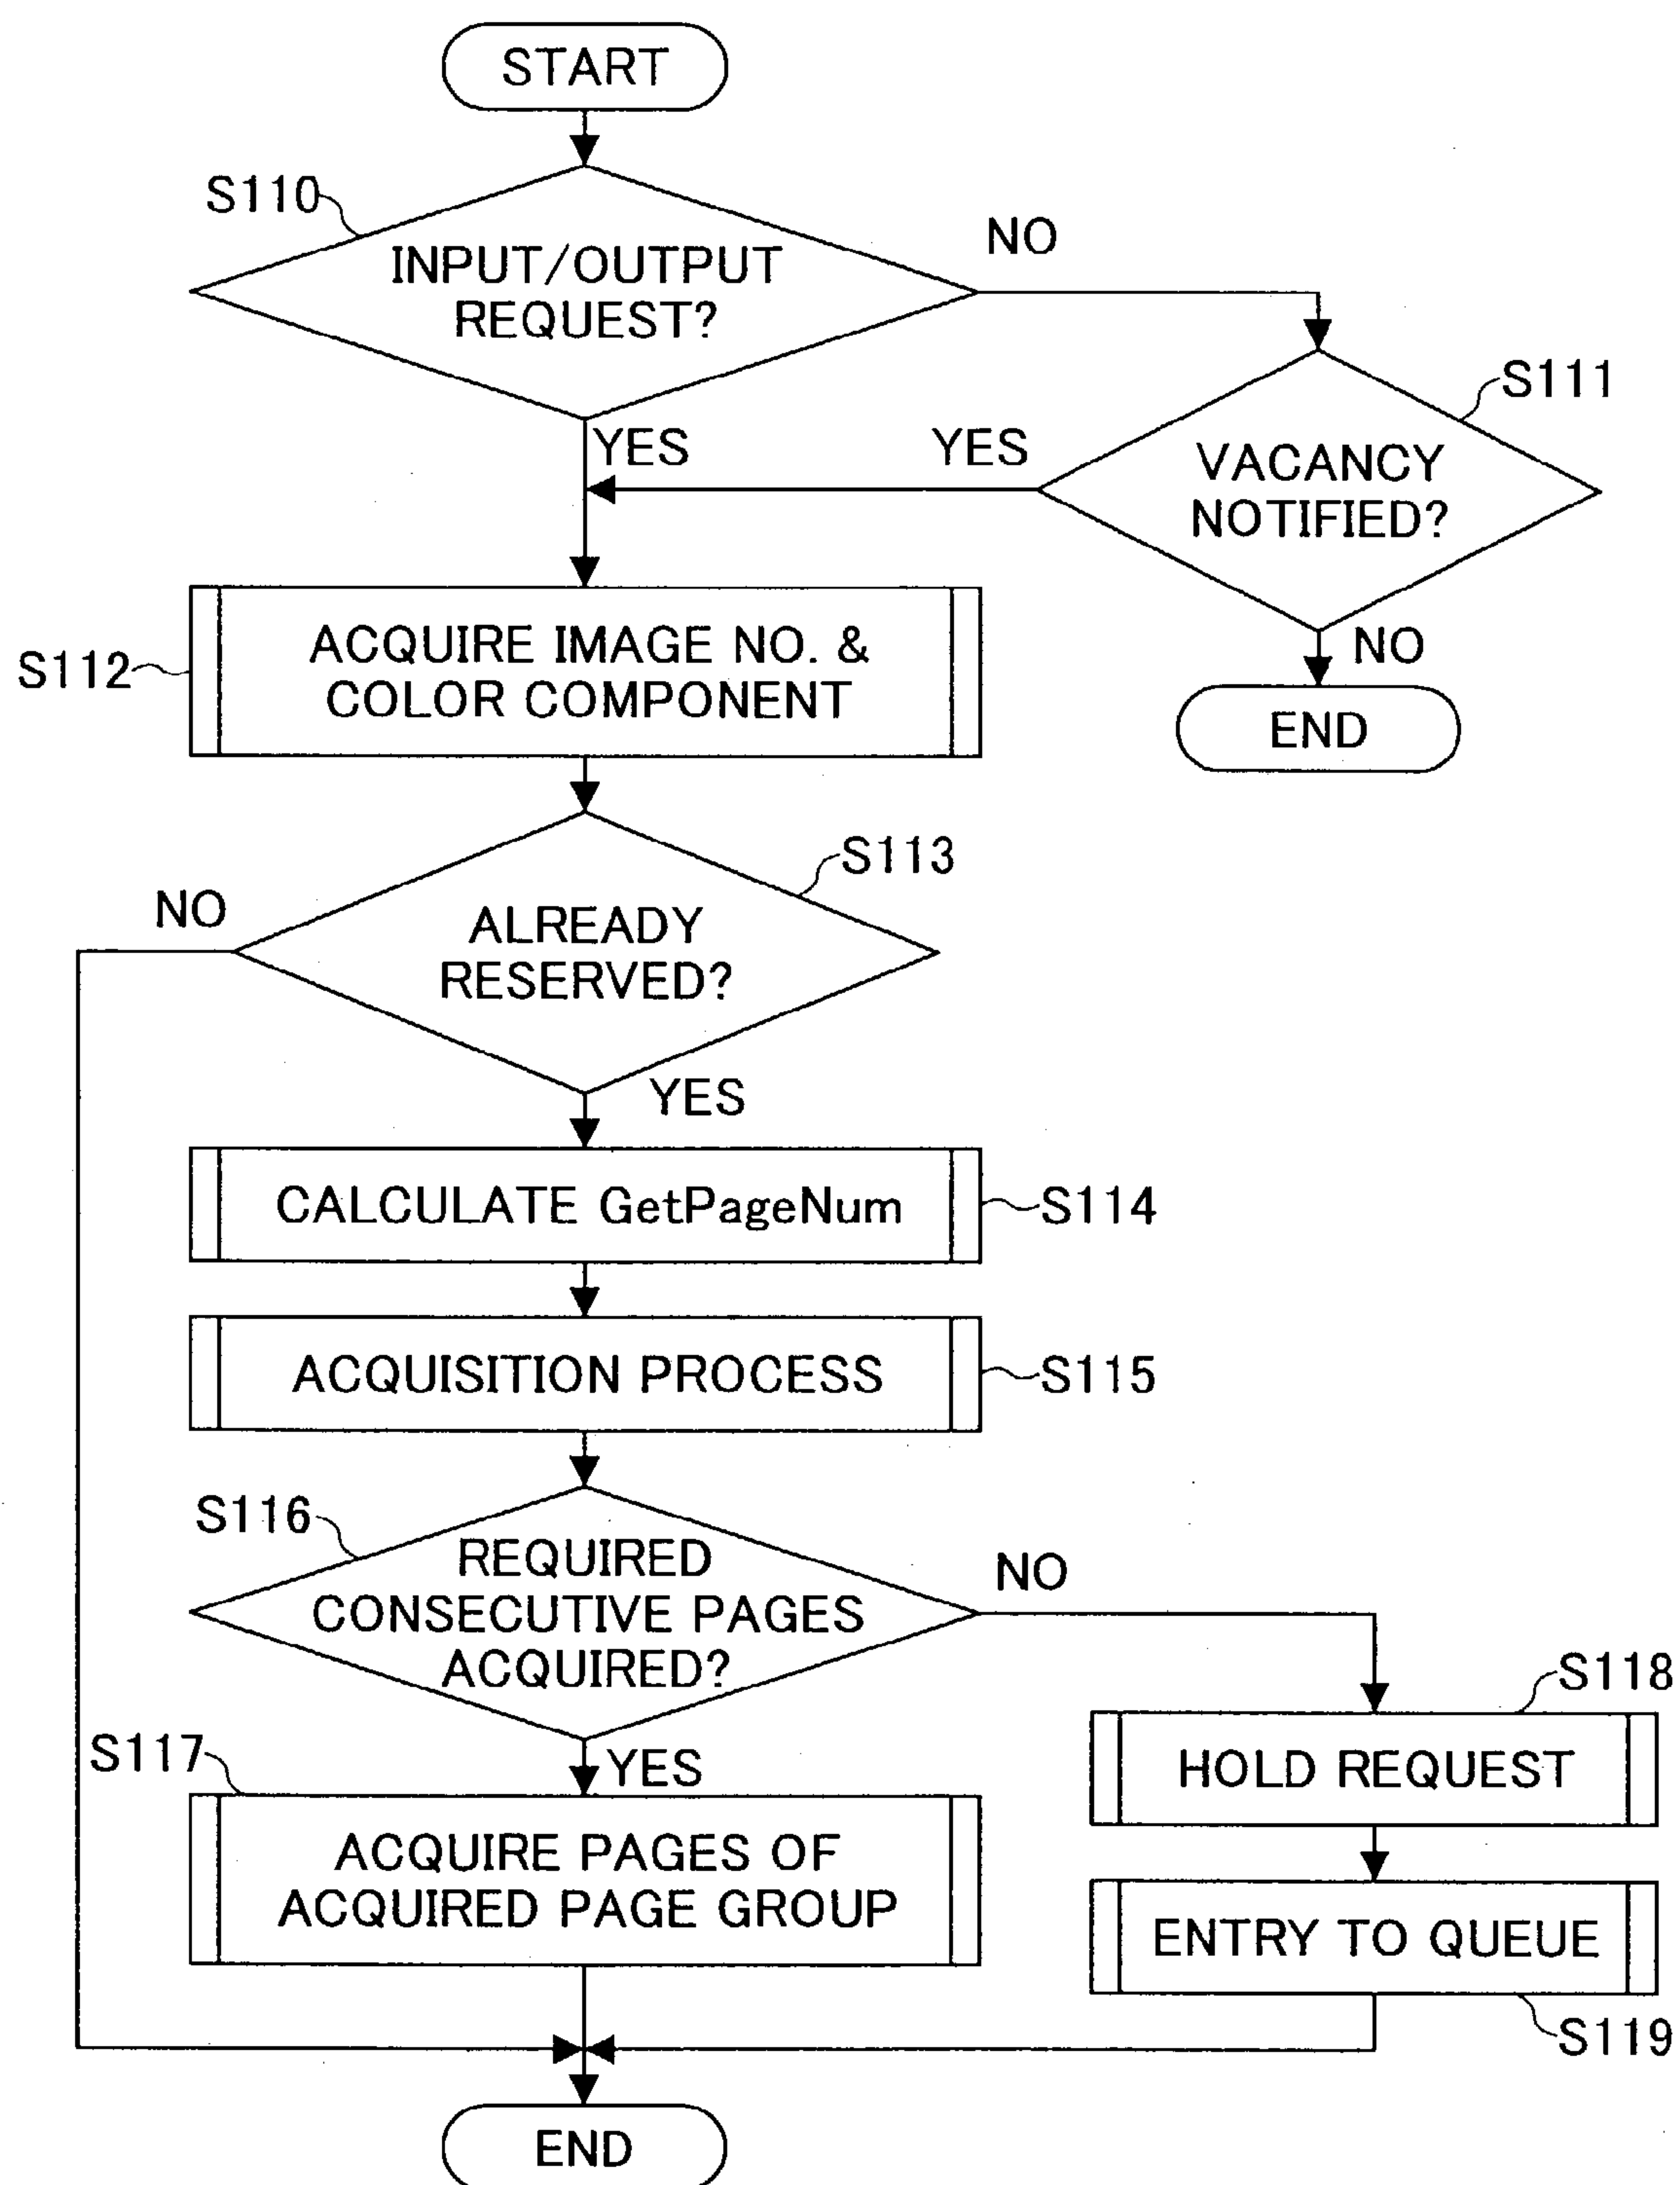 START
S110
INPUT/OUTPUT
REQUEST?
NO
S111
YES
YES
VACANCY
NOTIFIED?
NO
END
S112
ACQUIRE IMAGE NO. &
COLOR COMPONENT
S113
NO
ALREADY
RESERVED?
YES
CALCULATE GetPageNum
S114
ACQUISITION PROCESS
S115
S116
REQUIRED
CONSECUTIVE PAGES
ACQUIRED?
NO
YES
S117
ACQUIRE PAGES OF
ACQUIRED PAGE GROUP
S118
HOLD REQUEST
ENTRY TO QUEUE
S119
END